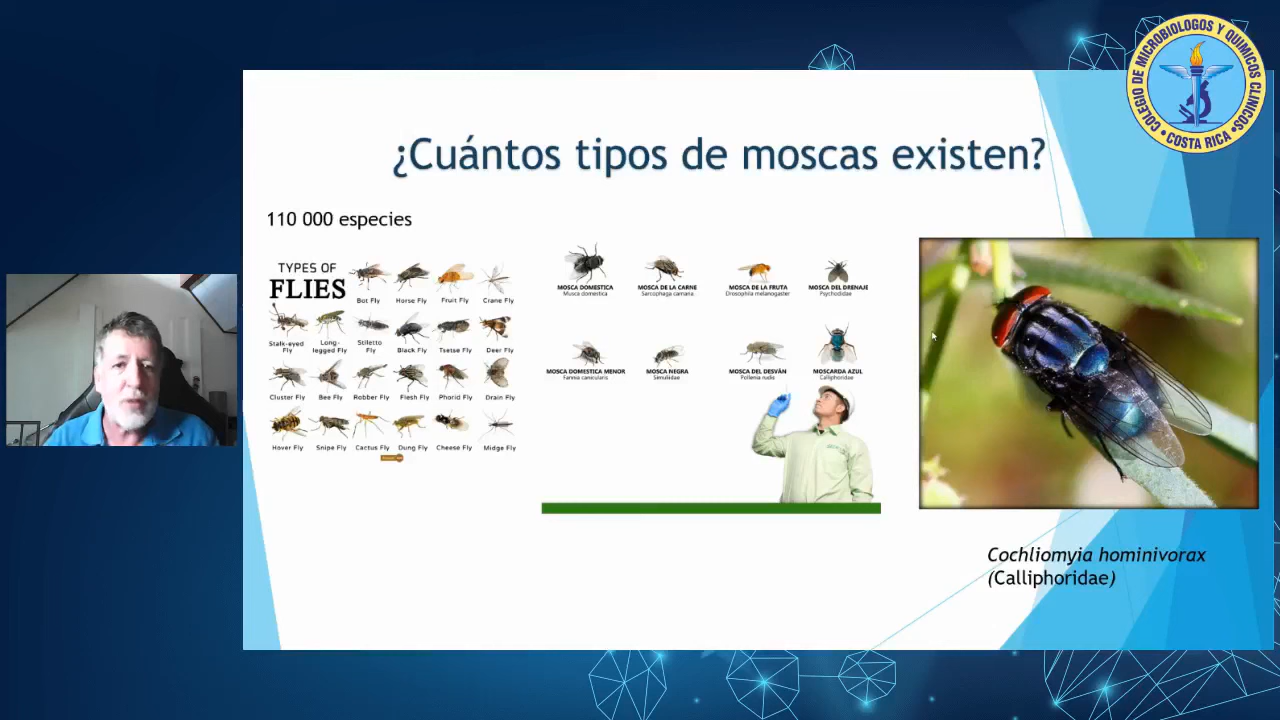 COLEGIO DE MICROBIOLOGOS Y QUIMICOS CLINICOS
• COSTA RICA •
¿Cuántos tipos de moscas existen?
110 000 especies
TYPES OF
FLIES
Bot Fly
Horse Fly
Fruit Fly
Crane Fly
Stalk-eyed
Fly
Long-
legged Fly
Stiletto
Fly
Black Fly
Tsetse Fly
Deer Fly
Cluster Fly
Bee Fly
Robber Fly
Flesh Fly
Phorid Fly
Drain Fly
Hover Fly
Snipe Fly
Cactus Fly
Dung Fly
Cheese Fly
Midge Fly
MOSCA DOMESTICA
Musca domestica
MOSCA DE LA CARNE
Sarcophaga carnaria
MOSCA DE LA FRUTA
Drosophila melanogaster
MOSCA DEL DRENAJE
Psychodidae
MOSCA DOMESTICA MENOR
Fannia canicularis
MOSCA NEGRA
Simuliidae
MOSCA DEL DESVÁN
Pollenia rudis
MOSCARDA AZUL
Calliphoridae
Cochliomyia hominivorax
(Calliphoridae)